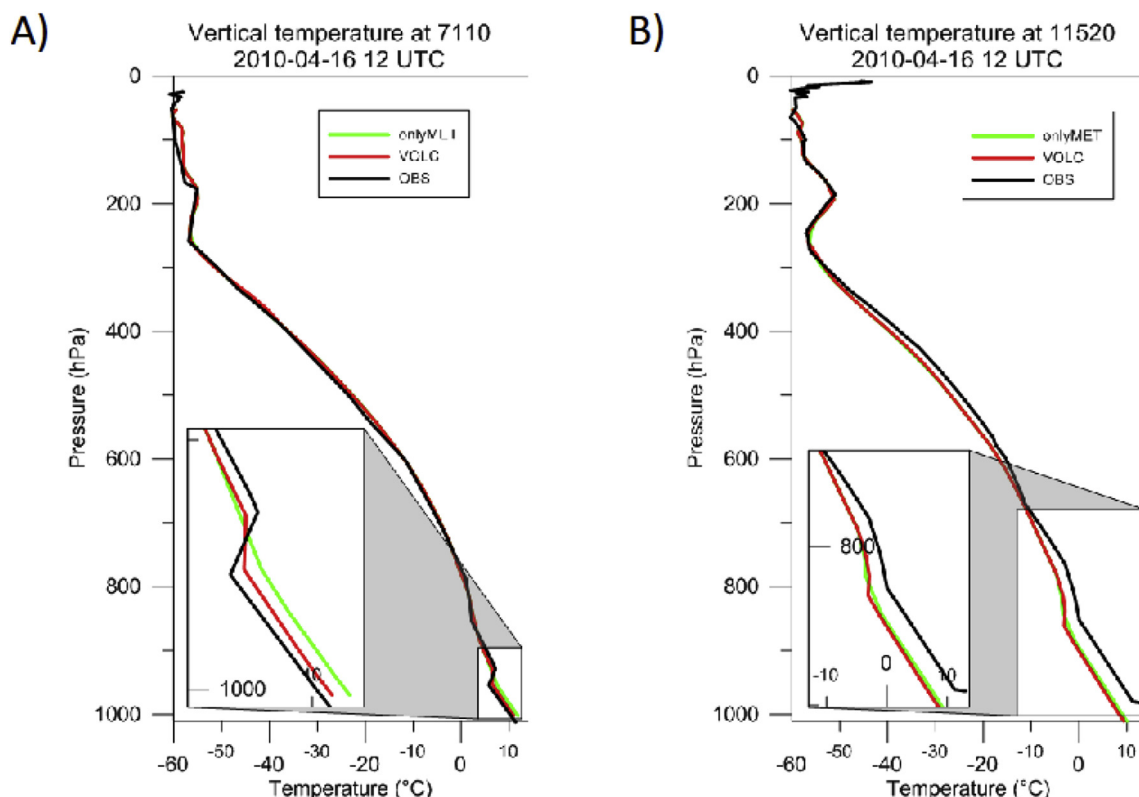 A)
Vertical temperature at 7110
2010-04-16 12 UTC
0
200
400
600
800
1000
Pressure (hPa)
onlyMET
VOLC
OBS
10
1000
-60
-50
-40
-30
-20
-10
0
10
Temperature (°C)
B)
Vertical temperature at 11520
2010-04-16 12 UTC
0
200
400
600
800
1000
Pressure (hPa)
onlyMET
VOLC
OBS
800
-10
0
10
-60
-50
-40
-30
-20
-10
0
10
Temperature (°C)